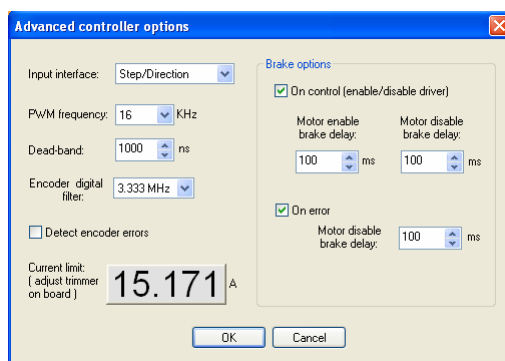 Advanced controller options
Input interface: Step/Direction
PWM frequency: 16 KHz
Dead-band: 1000 ns
Encoder digital
filter: 3.333 MHz
Detect encoder errors
Current limit:
( adjust trimmer
on board ) 15.171 A
Brake options
On control (enable/disable driver)
Motor enable
brake delay:
100 ms
Motor disable
brake delay:
100 ms
On error
Motor disable
brake delay: 100 ms
OK Cancel